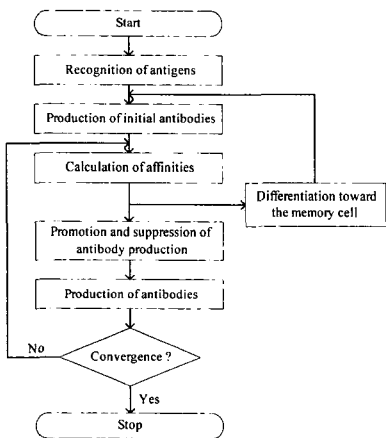 Start
Recognition of antigens
Production of initial antibodies
Calculation of affinities
Differentiation toward
the memory cell
Promotion and suppression of
antibody production
Production of antibodies
No
Convergence ?
Yes
Stop